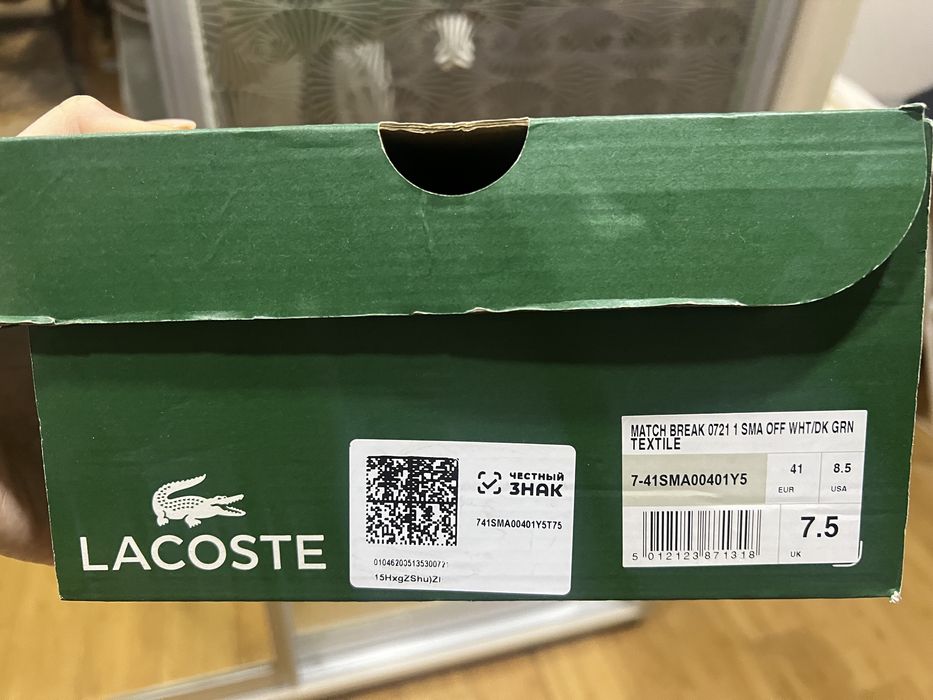 LACOSTE
ЧЕСТНЫЙ
ЗНАК
741SMA00401Y5T75
MATCH BREAK 0721 1 SMA OFF WHT/DK GRN
TEXTILE
7-41SMA00401Y5
41
EUR
8.5
USA
5 012123 871318
7.5
UK